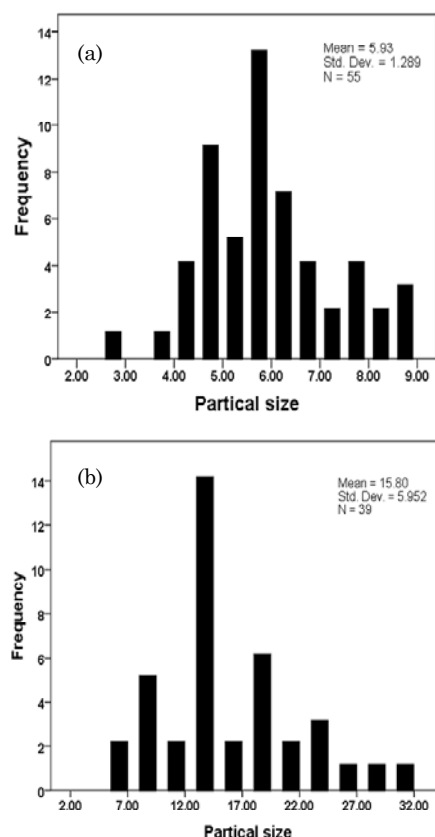 (a)
Mean = 5.93
Std. Dev. = 1.289
N = 55
Frequency
14
12
10
8
6
4
2
0
2.00 3.00 4.00 5.00 6.00 7.00 8.00 9.00
Partical size
(b)
Mean = 15.80
Std. Dev. = 5.952
N = 39
Frequency
14
12
10
8
6
4
2
0
2.00 7.00 12.00 17.00 22.00 27.00 32.00
Partical size